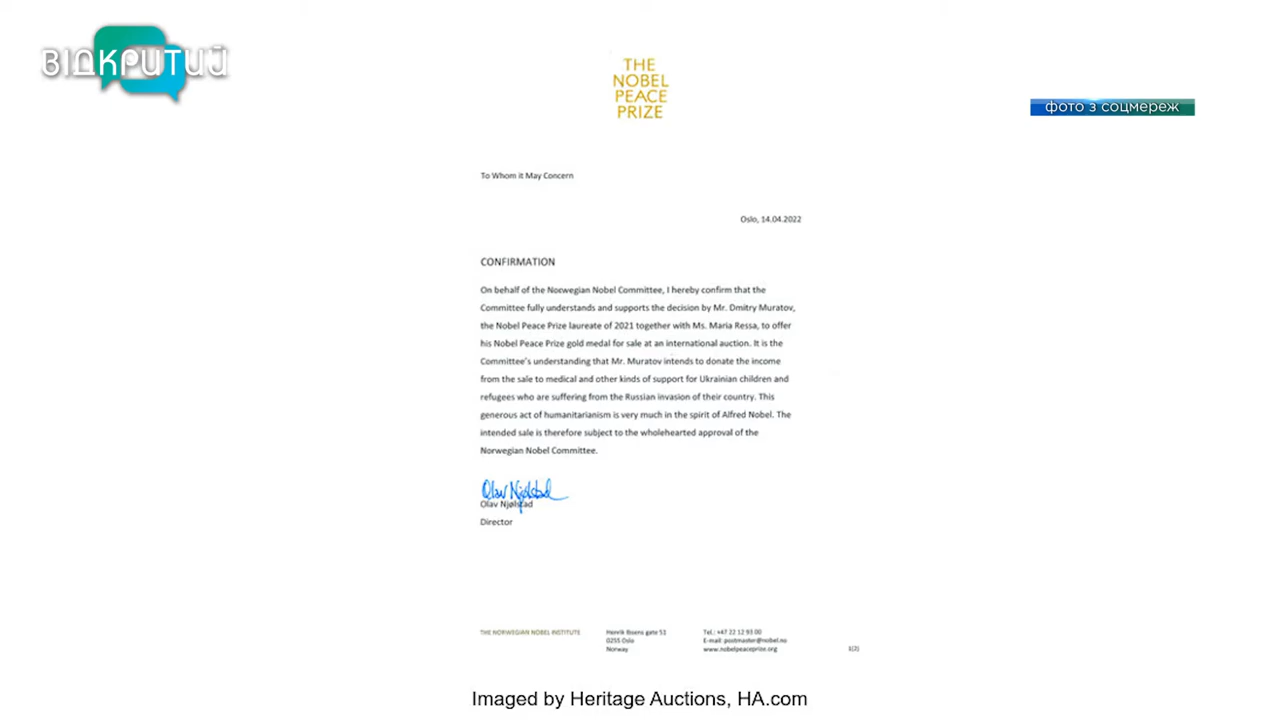 ВІДКРИТИЙ
THE
NOBEL
PEACE
PRIZE
фото з соцмереж
To Whom it May Concern
Oslo, 14.04.2022
CONFIRMATION
On behalf of the Norwegian Nobel Committee, I hereby confirm that the
Committee fully understands and supports the decision by Mr. Dmitry Muratov,
the Nobel Peace Prize laureate of 2021 together with Ms. Maria Ressa, to offer
his Nobel Peace Prize gold medal for sale at an international auction. It is the
Committee's understanding that Mr. Muratov intends to donate the income
from the sale to medical and other kinds of support for Ukrainian children and
refugees who are suffering from the Russian invasion of their country. This
generous act of humanitarianism is very much in the spirit of Alfred Nobel. The
intended sale is therefore subject to the wholehearted approval of the
Norwegian Nobel Committee.
Olav Njølstad
Olav Njølstad
Director
THE NORWEGIAN NOBEL INSTITUTE
Henrik Ibsens gate 51
0255 Oslo
Norway
Tel.: +47 22 12 93 00
E-mail: postmaster@nobel.no
www.nobelpeaceprize.org
1(2)
Imaged by Heritage Auctions, HA.com